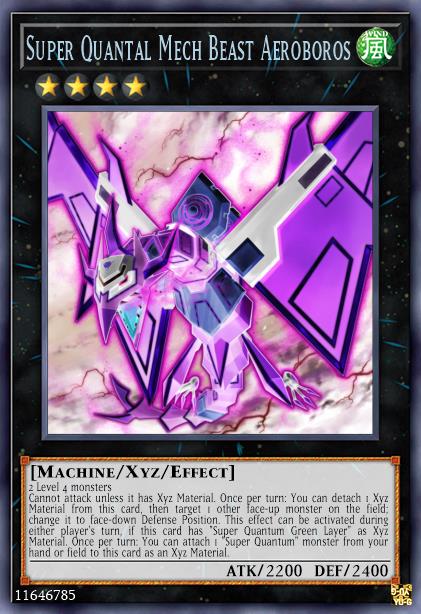 Super Quantal Mech Beast Aeroboros
WIND
風
[Machine/Xyz/Effect]
2 Level 4 monsters
Cannot attack unless it has Xyz Material. Once per turn: You can detach 1 Xyz
Material from this card, then target 1 other face-up monster on the field;
change it to face-down Defense Position. This effect can be activated during
either player's turn, if this card has "Super Quantum Green Layer" as Xyz
Material. Once per turn: You can attach 1 "Super Quantum" monster from your
hand or field to this card as an Xyz Material.
ATK/2200 DEF/2400
11646785